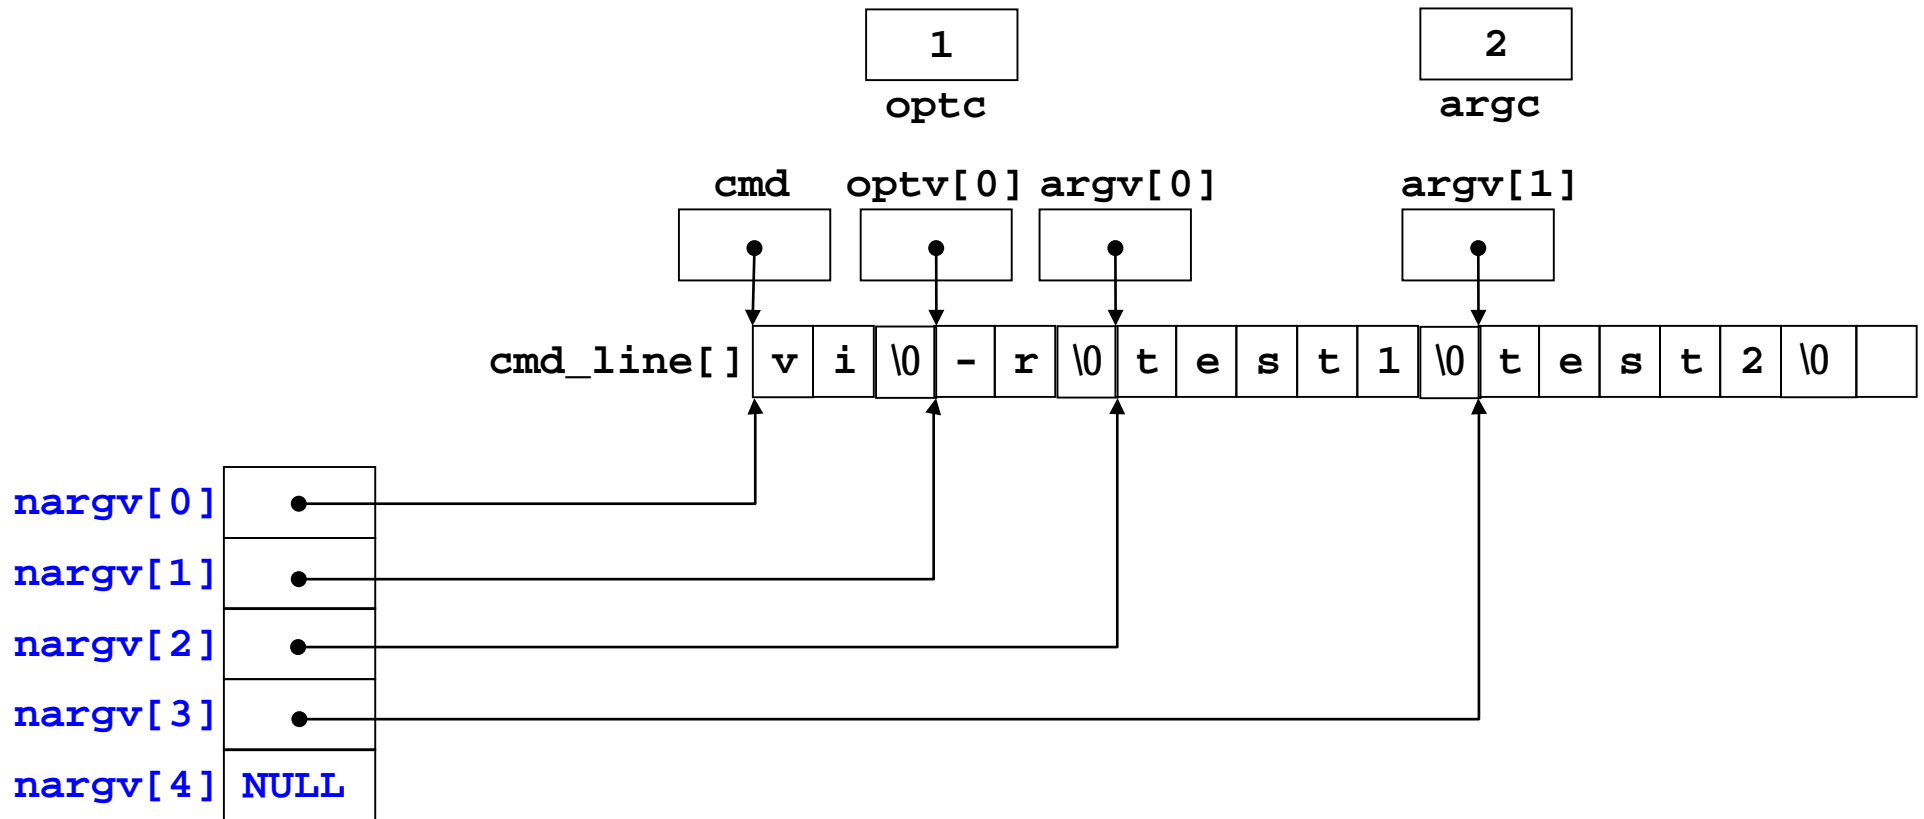 1 2
optc argc
cmd optv[0] argv[0] argv[1]
cmd_line[] v i \0 - r \0 t e s t 1 \0 t e s t 2 \0
nargv[0]
nargv[1]
nargv[2]
nargv[3]
nargv[4] NULL